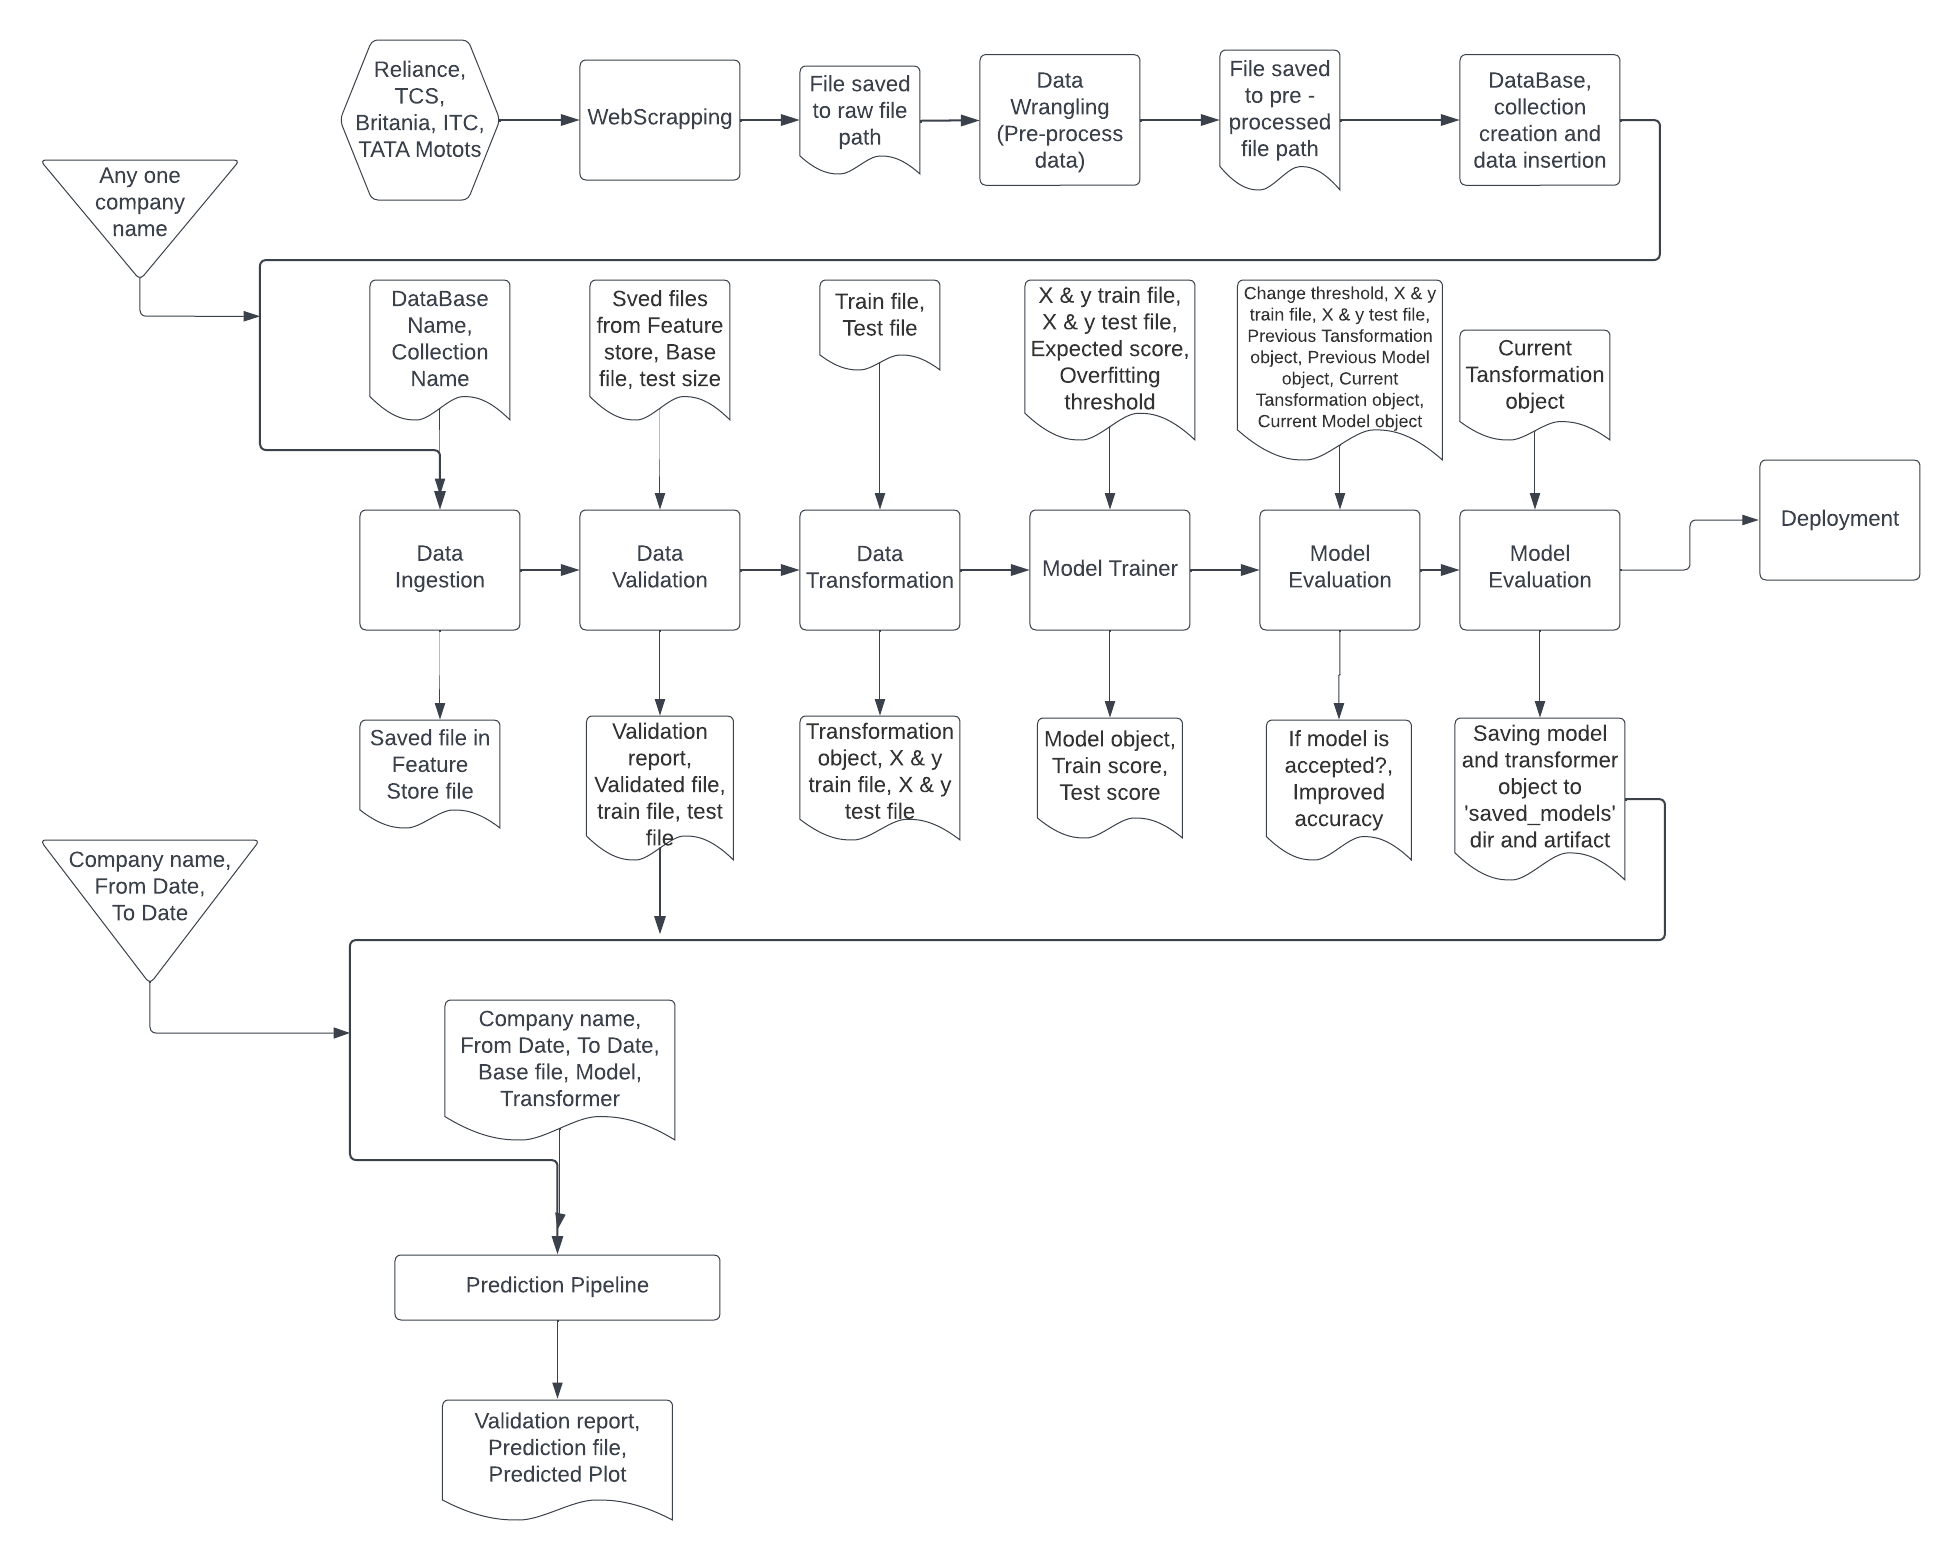 Reliance,
TCS,
Britania, ITC,
TATA Motots
WebScrapping
File saved
to raw file
path
Data
Wrangling
(Pre-process
data)
File saved
to pre -
processed
file path
DataBase,
collection
creation and
data insertion
Any one
company
name
DataBase
Name,
Collection
Name
Sved files
from Feature
store, Base
file, test size
Train file,
Test file
X & y train file,
X & y test file,
Expected score,
Overfitting
threshold
Change threshold, X & y
train file, X & y test file,
Previous Tansformation
object, Previous Model
object, Current
Tansformation object,
Current Model object
Current
Tansformation
object
Data
Ingestion
Data
Validation
Data
Transformation
Model Trainer
Model
Evaluation
Model
Evaluation
Deployment
Saved file in
Feature
Store file
Validation
report,
Validated file,
train file, test
file
Transformation
object, X & y
train file, X & y
test file
Model object,
Train score,
Test score
If model is
accepted?,
Improved
accuracy
Saving model
and transformer
object to
'saved_models'
dir and artifact
Company name,
From Date,
To Date
Company name,
From Date, To Date,
Base file, Model,
Transformer
Prediction Pipeline
Validation report,
Prediction file,
Predicted Plot